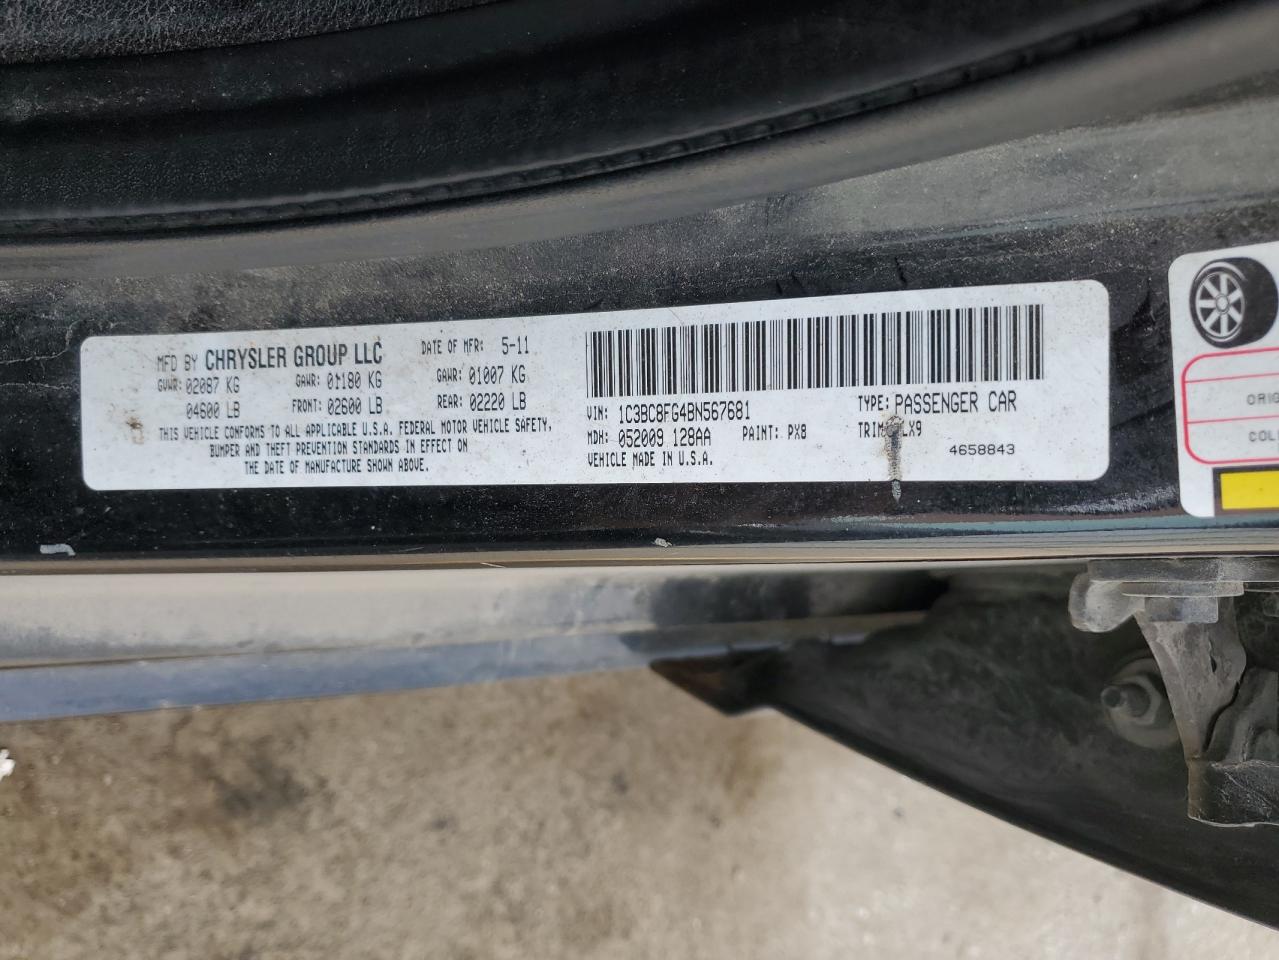 MFD BY CHRYSLER GROUP LLC DATE OF MFR: 5-11
GVWR: 02087 KG GAWR: 01180 KG GAWR: 01007 KG
04600 LB FRONT: 02600 LB REAR: 02220 LB
THIS VEHICLE CONFORMS TO ALL APPLICABLE U.S.A. FEDERAL MOTOR VEHICLE SAFETY,
BUMPER AND THEFT PREVENTION STANDARDS IN EFFECT ON
THE DATE OF MANUFACTURE SHOWN ABOVE.
VIN: 1C3BC8FG4BN567681 TYPE: PASSENGER CAR
MDH: 052009 128AA PAINT: PX8 TRIM: LX9
VEHICLE MADE IN U.S.A. 4658843